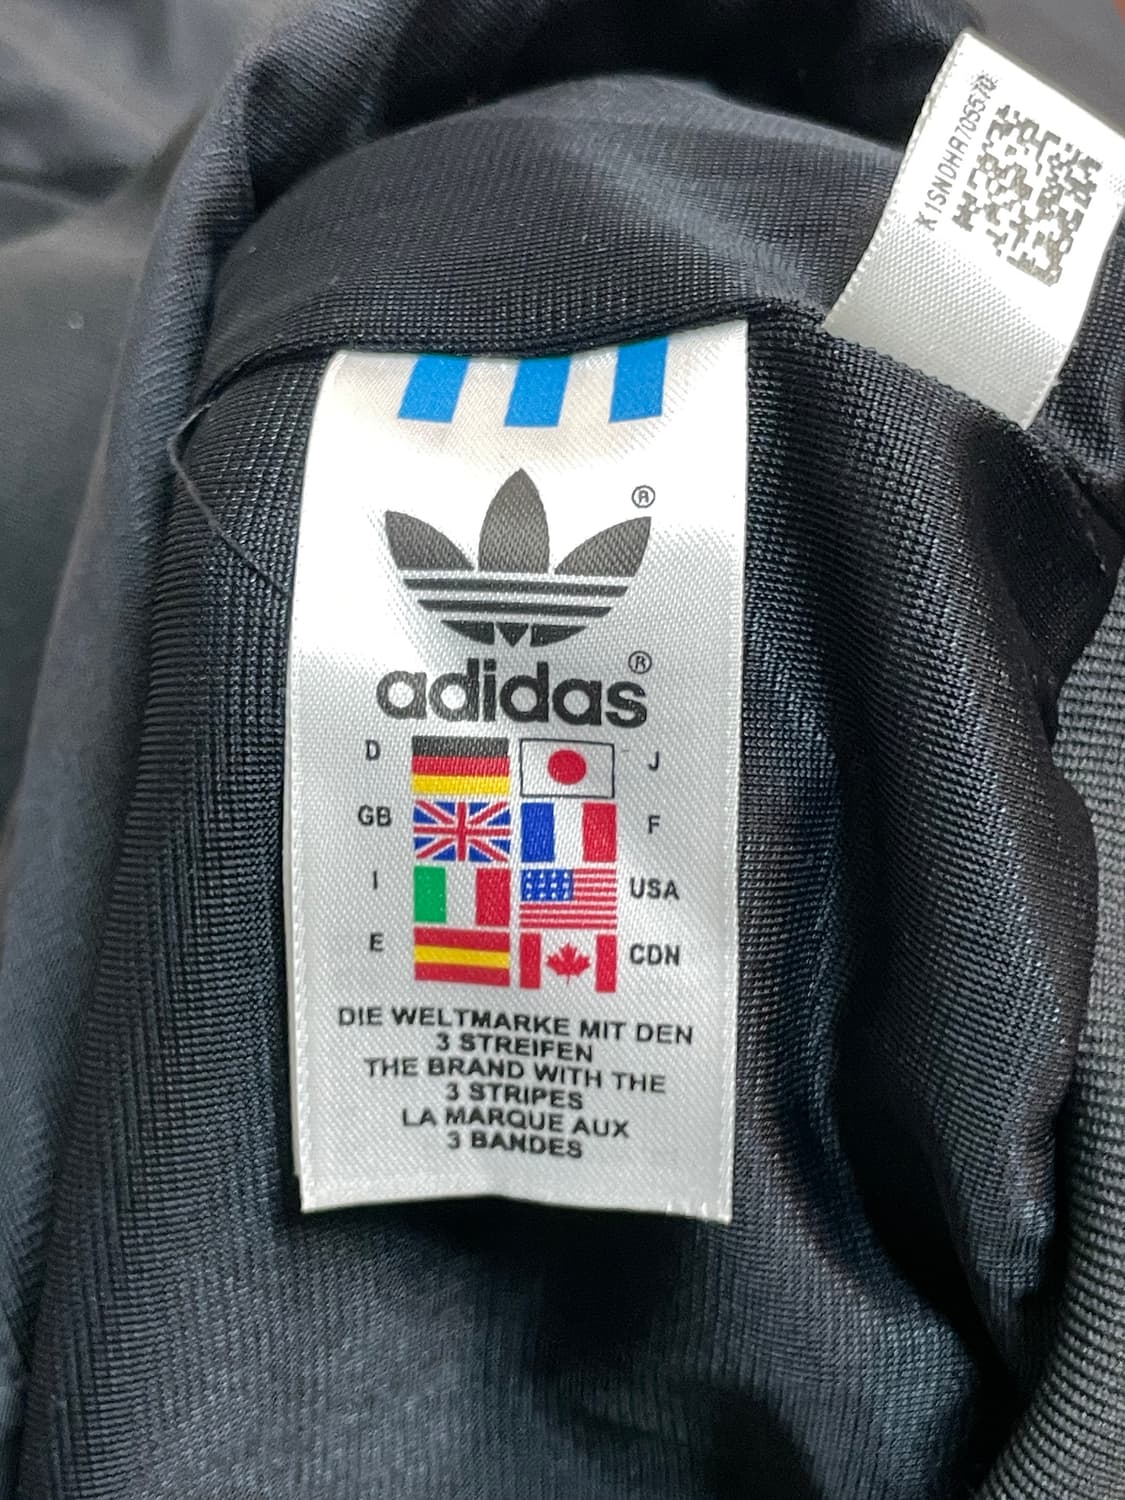 K1SNDHA705570
®
adidas®
D J
GB F
I USA
E CDN
DIE WELTMARKE MIT DEN
3 STREIFEN
THE BRAND WITH THE
3 STRIPES
LA MARQUE AUX
3 BANDES